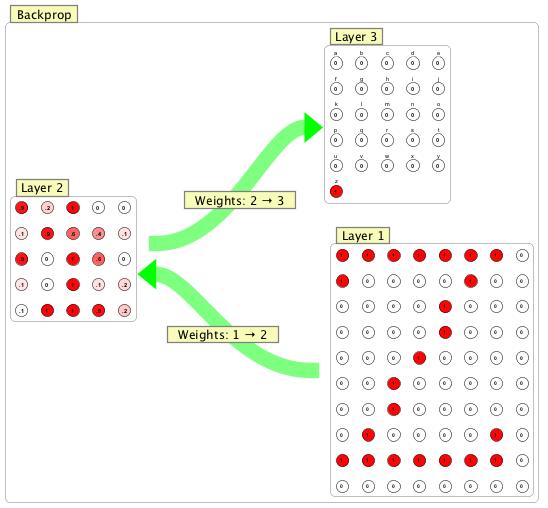 Backprop
Layer 3
a b c d e
0 0 0 0 0
f g h i j
0 0 0 0 0
k l m n o
0 0 0 0 0
p q r s t
0 0 0 0 0
u v w x y
0 0 0 0 0
z
1
Layer 2
.2 1 0 0
.1 .9 .6 .4 .1
0 1 .6 0
.1 0 1 .1 .2
.1 1 1 .9 .2
Weights: 2 → 3
Weights: 1 → 2
Layer 1
1 1 1 1 1 1 1 0
1 0 0 0 0 1 0 0
0 0 0 0 1 0 0 0
0 0 0 0 1 0 0 0
0 0 0 1 0 0 0 0
0 0 1 0 0 0 0 0
0 0 1 0 0 0 0 0
0 1 0 0 0 0 1 0
1 1 1 1 1 1 1 0
0 0 0 0 0 0 0 0